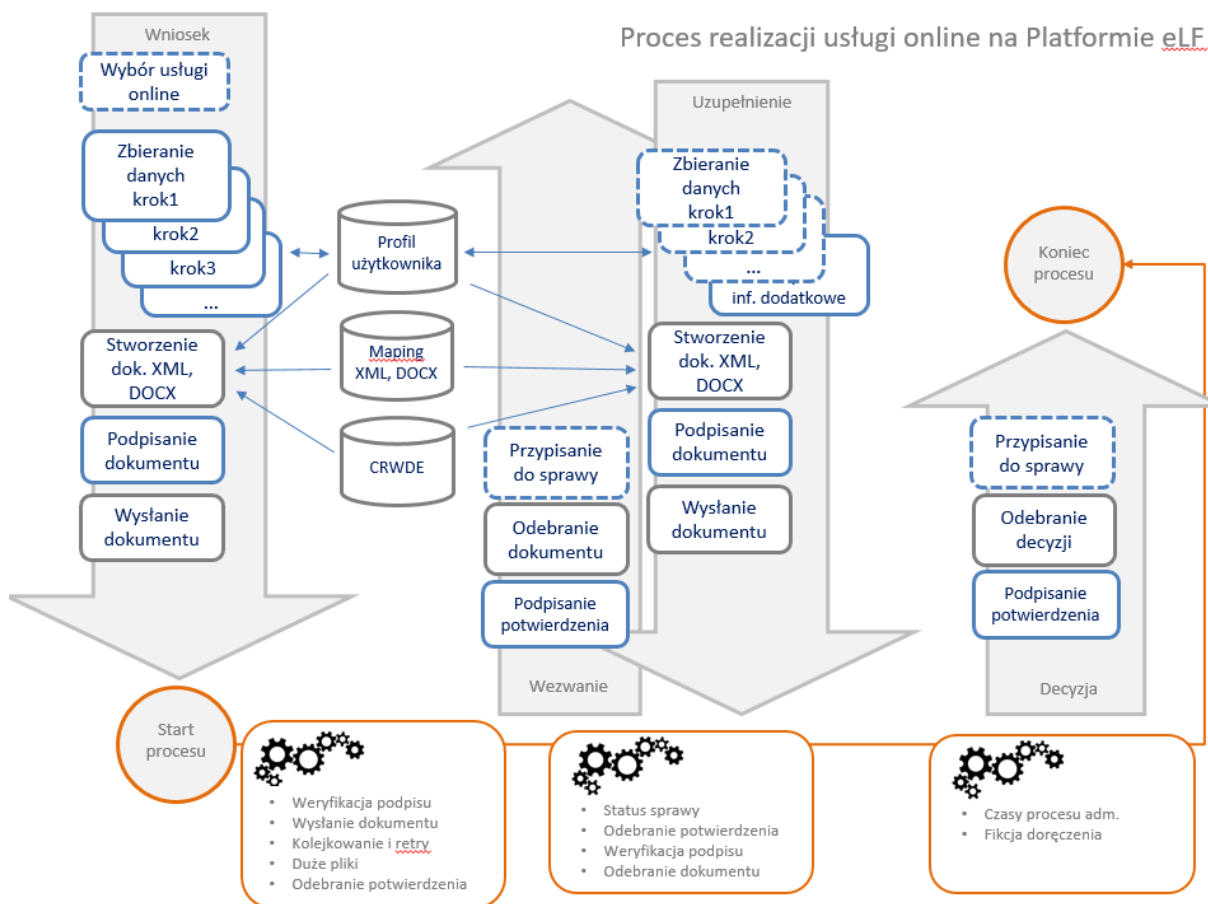 Proces realizacji usługi online na Platformie eLF
Wniosek
Wybór usługi
online
Zbieranie
danych
krok1
krok2
krok3
...
Stworzenie
dok. XML,
DOCX
Podpisanie
dokumentu
Wysłanie
dokumentu
Start
procesu
Profil
użytkownika
Maping
XML, DOCX
CRWDE
Przypisanie
do sprawy
Odebranie
dokumentu
Podpisanie
potwierdzenia
Wezwanie
Uzupełnienie
Zbieranie
danych
krok1
krok2
...
inf. dodatkowe
Stworzenie
dok. XML,
DOCX
Podpisanie
dokumentu
Wysłanie
dokumentu
Koniec
procesu
Przypisanie
do sprawy
Odebranie
decyzji
Podpisanie
potwierdzenia
Decyzja
• Weryfikacja podpisu
• Wysłanie dokumentu
• Kolejkowanie i retry
• Duże pliki
• Odebranie potwierdzenia
• Status sprawy
• Odebranie potwierdzenia
• Weryfikacja podpisu
• Odebranie dokumentu
• Czasy procesu adm.
• Fikcja doręczenia